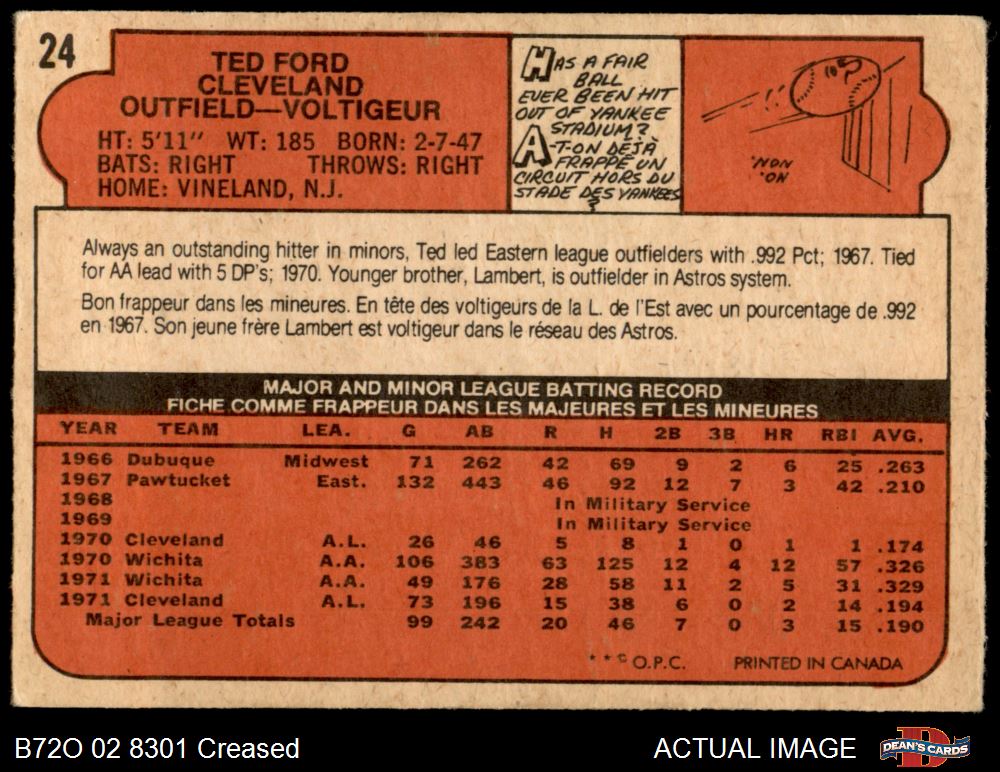 24
TED FORD
CLEVELAND
OUTFIELD—VOLTIGEUR
HT: 5'11" WT: 185 BORN: 2-7-47
BATS: RIGHT THROWS: RIGHT
HOME: VINELAND, N.J.
HAS A FAIR
BALL
EVER BEEN HIT
OUT OF YANKEE
STADIUM?
A-T-ON DÉJÀ
FRAPPÉ UN
CIRCUIT HORS DU
STADE DES YANKEES
?
NO.
NON
Always an outstanding hitter in minors, Ted led Eastern league outfielders with .992 Pct; 1967. Tied
for AA lead with 5 DP's; 1970. Younger brother, Lambert, is outfielder in Astros system.
Bon frappeur dans les mineures. En tête des voltigeurs de la L. de l'Est avec un pourcentage de .992
en 1967. Son jeune frère Lambert est voltigeur dans le réseau des Astros.
MAJOR AND MINOR LEAGUE BATTING RECORD
FICHE COMME FRAPPEUR DANS LES MAJEURES ET LES MINEURES
YEAR TEAM LEA. G AB R H 2B 3B HR RBI AVG.
1966 Dubuque Midwest 71 262 42 69 9 2 6 25 .263
1967 Pawtucket East. 132 443 46 92 12 7 3 42 .210
1968 In Military Service
1969 In Military Service
1970 Cleveland A.L. 26 46 5 8 1 0 1 1 .174
1970 Wichita A.A. 106 383 63 125 12 4 12 57 .326
1971 Wichita A.A. 49 176 28 58 11 2 5 31 .329
1971 Cleveland A.L. 73 196 15 38 6 0 2 14 .194
Major League Totals 99 242 20 46 7 0 3 15 .190
**© O.P.C. PRINTED IN CANADA
B72O 02 8301 Creased
ACTUAL IMAGE
DEAN'S CARDS